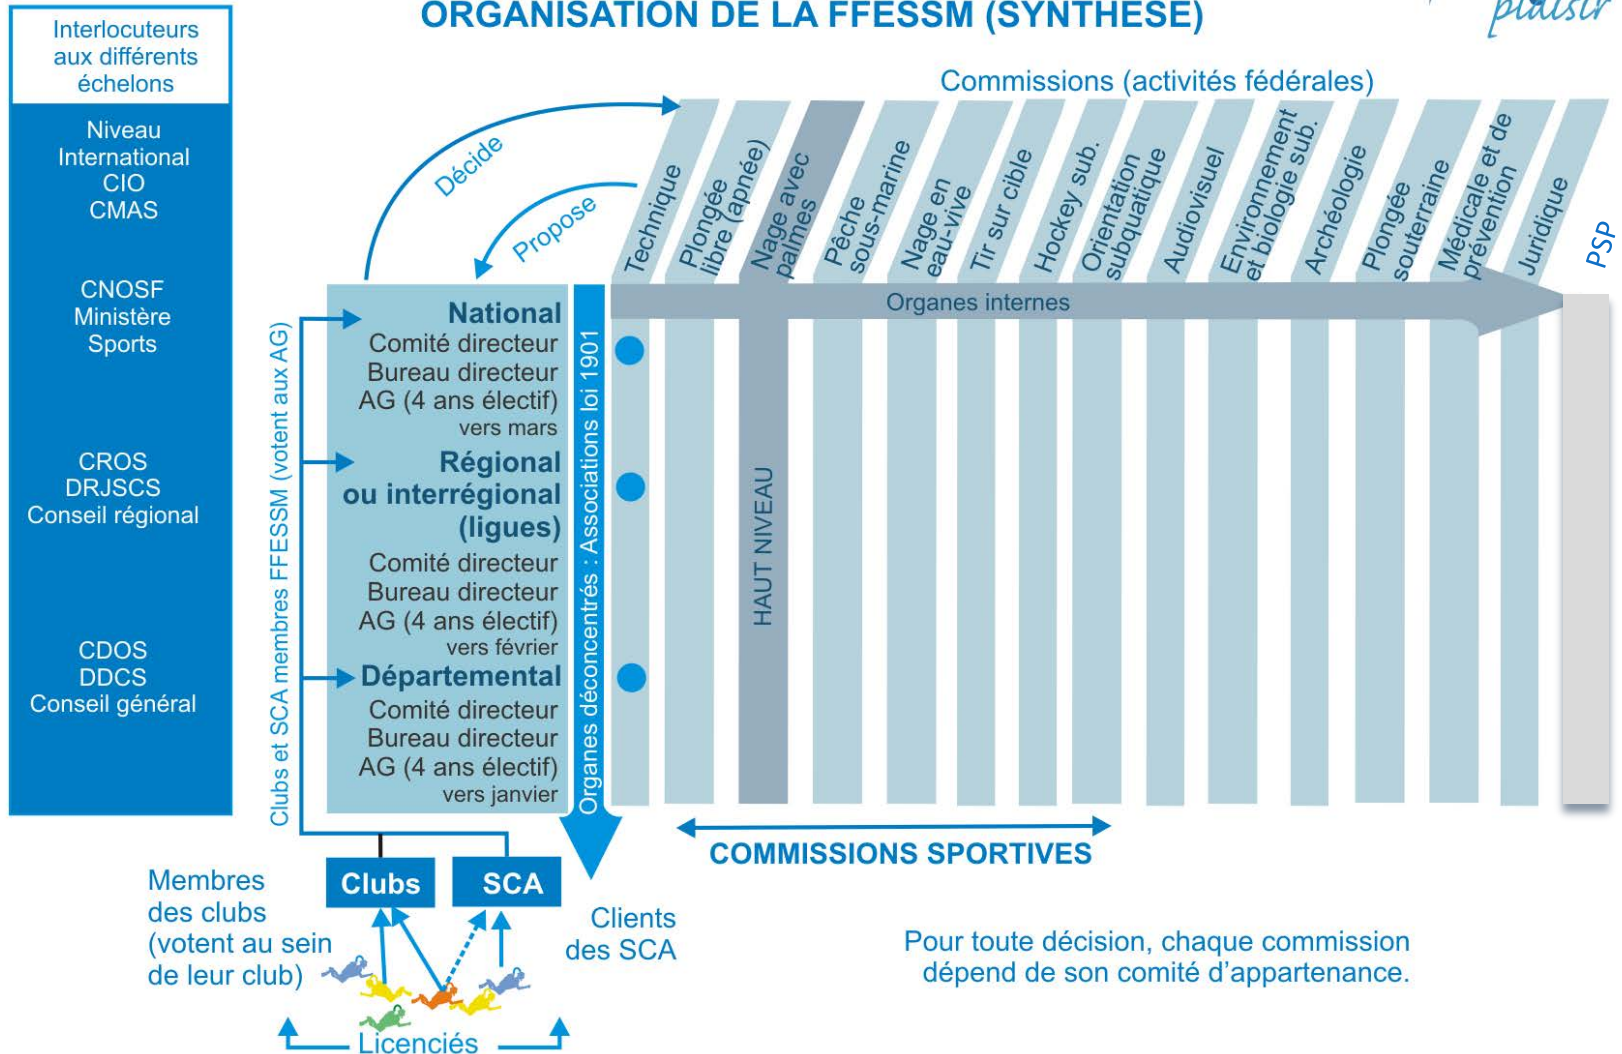 ORGANISATION DE LA FFESSM (SYNTHÈSE)
plaisir
Interlocuteurs
aux différents
échelons
Niveau
International
CIO
CMAS
CNOSF
Ministère
Sports
CROS
DRJSCS
Conseil régional
CDOS
DDCS
Conseil général
Commissions (activités fédérales)
Décide
Propose
Technique
Plongée
libre (apnée)
Nage avec
palmes
Pêche
sous-marine
Nage en
eau-vive
Tir sur cible
Hockey sub.
Orientation
subquatique
Audiovisuel
Environnement
et biologie sub.
Archéologie
Plongée
souterraine
Médicale et de
prévention
Juridique
PSP
Organes internes
Clubs et SCA membres FFESSM (votent aux AG)
National
Comité directeur
Bureau directeur
AG (4 ans électif)
vers mars
Régional
ou interrégional
(ligues)
Comité directeur
Bureau directeur
AG (4 ans électif)
vers février
Départemental
Comité directeur
Bureau directeur
AG (4 ans électif)
vers janvier
Organes déconcentrés : Associations loi 1901
HAUT NIVEAU
COMMISSIONS SPORTIVES
Clubs
SCA
Membres
des clubs
(votent au sein
de leur club)
Clients
des SCA
Licenciés
Pour toute décision, chaque commission
dépend de son comité d'appartenance.